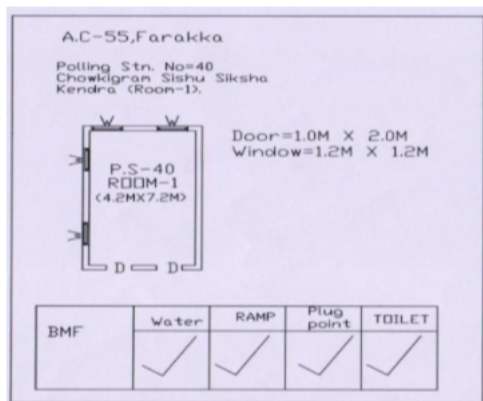 A.C-55,Farakka
Polling Stn. No=40
Chowkigram Sishu Siksha
Kendra (Room-1).
W W
Door=1.0M X 2.0M
Window=1.2M X 1.2M
W
P.S-40
ROOM-1
(4.2MX7.2M)
W
D D
BMF Water RAMP Plug point TOILET